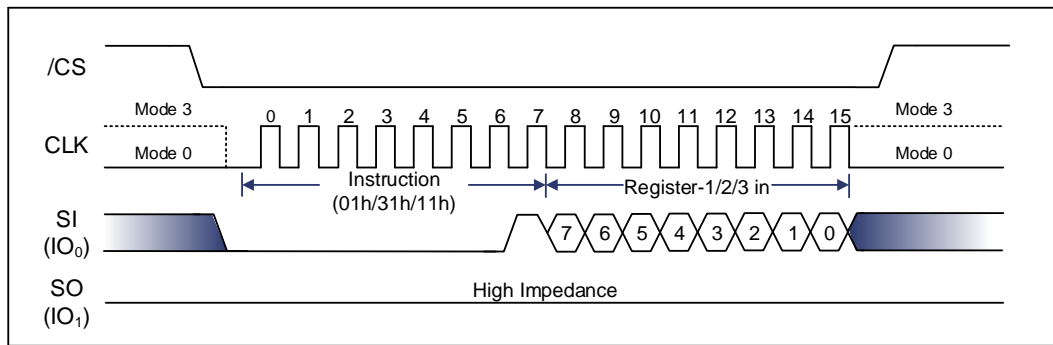 /CS
Mode 3
0 1 2 3 4 5 6 7 8 9 10 11 12 13 14 15
Mode 3
CLK
Mode 0
Mode 0
Instruction
(01h/31h/11h)
Register-1/2/3 in
SI
(IO₀)
7 6 5 4 3 2 1 0
SO
(IO₁)
High Impedance